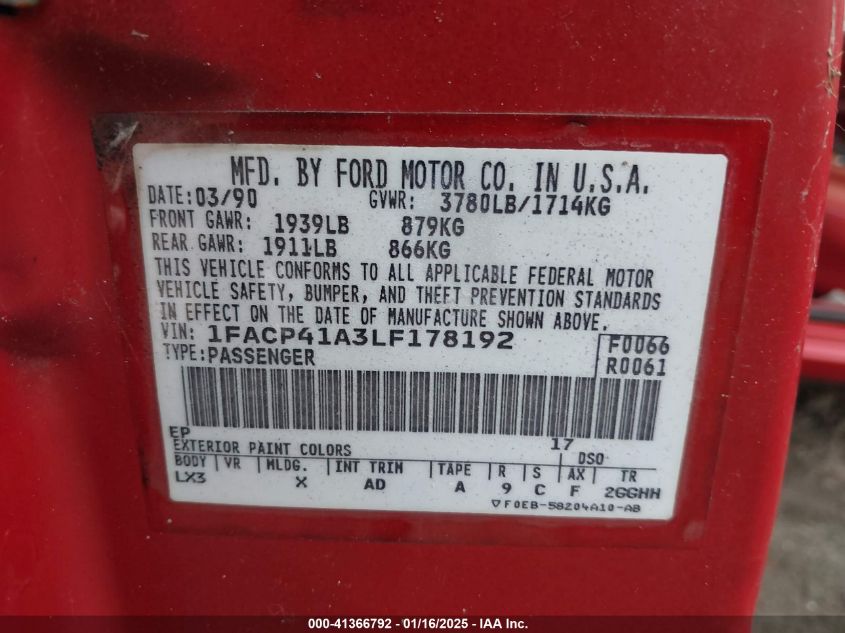 MFD. BY FORD MOTOR CO. IN U.S.A.
DATE: 03/90 GVWR: 3780LB/1714KG
FRONT GAWR: 1939LB 879KG
REAR GAWR: 1911LB 866KG
THIS VEHICLE CONFORMS TO ALL APPLICABLE FEDERAL MOTOR
VEHICLE SAFETY, BUMPER, AND THEFT PREVENTION STANDARDS
IN EFFECT ON THE DATE OF MANUFACTURE SHOWN ABOVE.
VIN: 1FACP41A3LF178192 F0066
TYPE: PASSENGER R0061
EP 17
EXTERIOR PAINT COLORS DSO
BODY VR MLDG. INT TRIM TAPE R S AX TR
LX3 X AD A 9 C F 2GGHH
▽F0EB-58204A10-AB
000-41366792 - 01/16/2025 - IAA Inc.